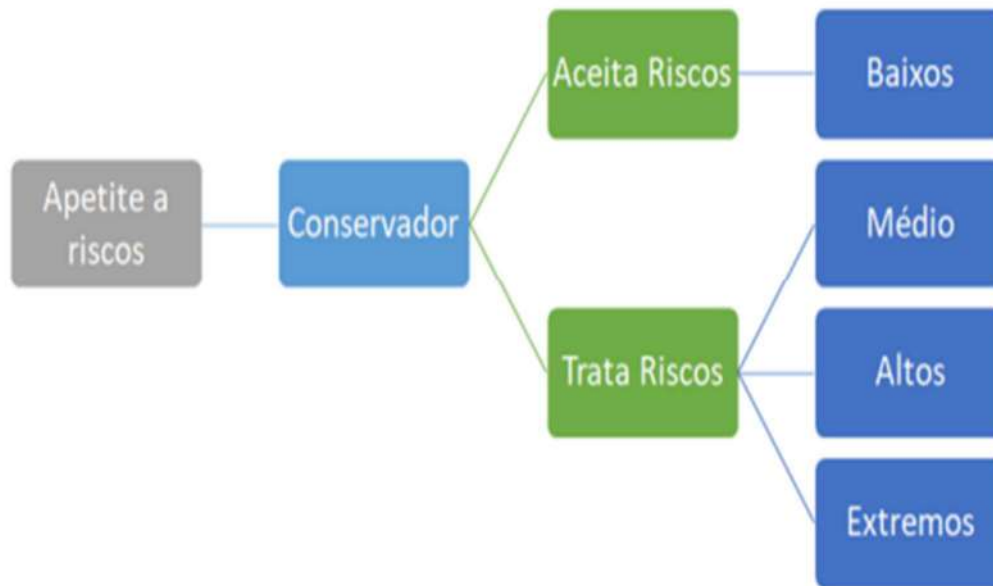 Apetite a
riscos
Conservador
Aceita Riscos
Baixos
Trata Riscos
Médio
Altos
Extremos